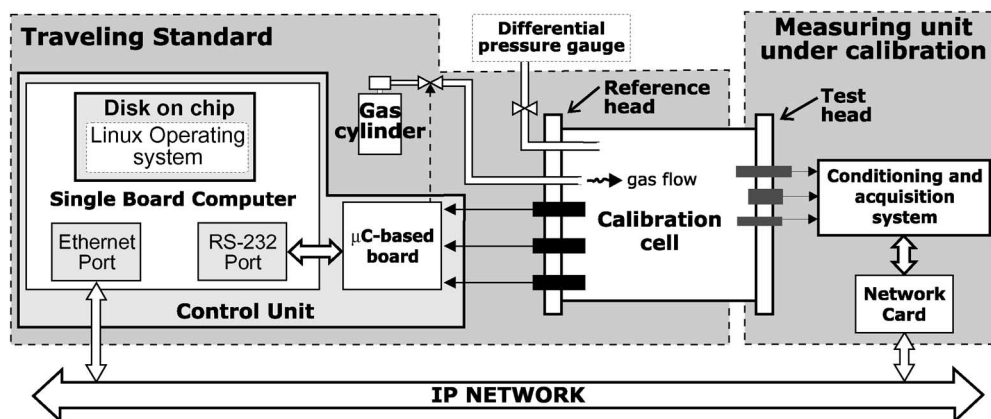 Traveling Standard
Differential
pressure gauge
Measuring unit
under calibration
Disk on chip
Linux Operating
system
Single Board Computer
Ethernet
Port
RS-232
Port
µC-based
board
Control Unit
Gas
cylinder
Reference
head
Test
head
gas flow
Calibration
cell
Conditioning and
acquisition
system
Network
Card
IP NETWORK